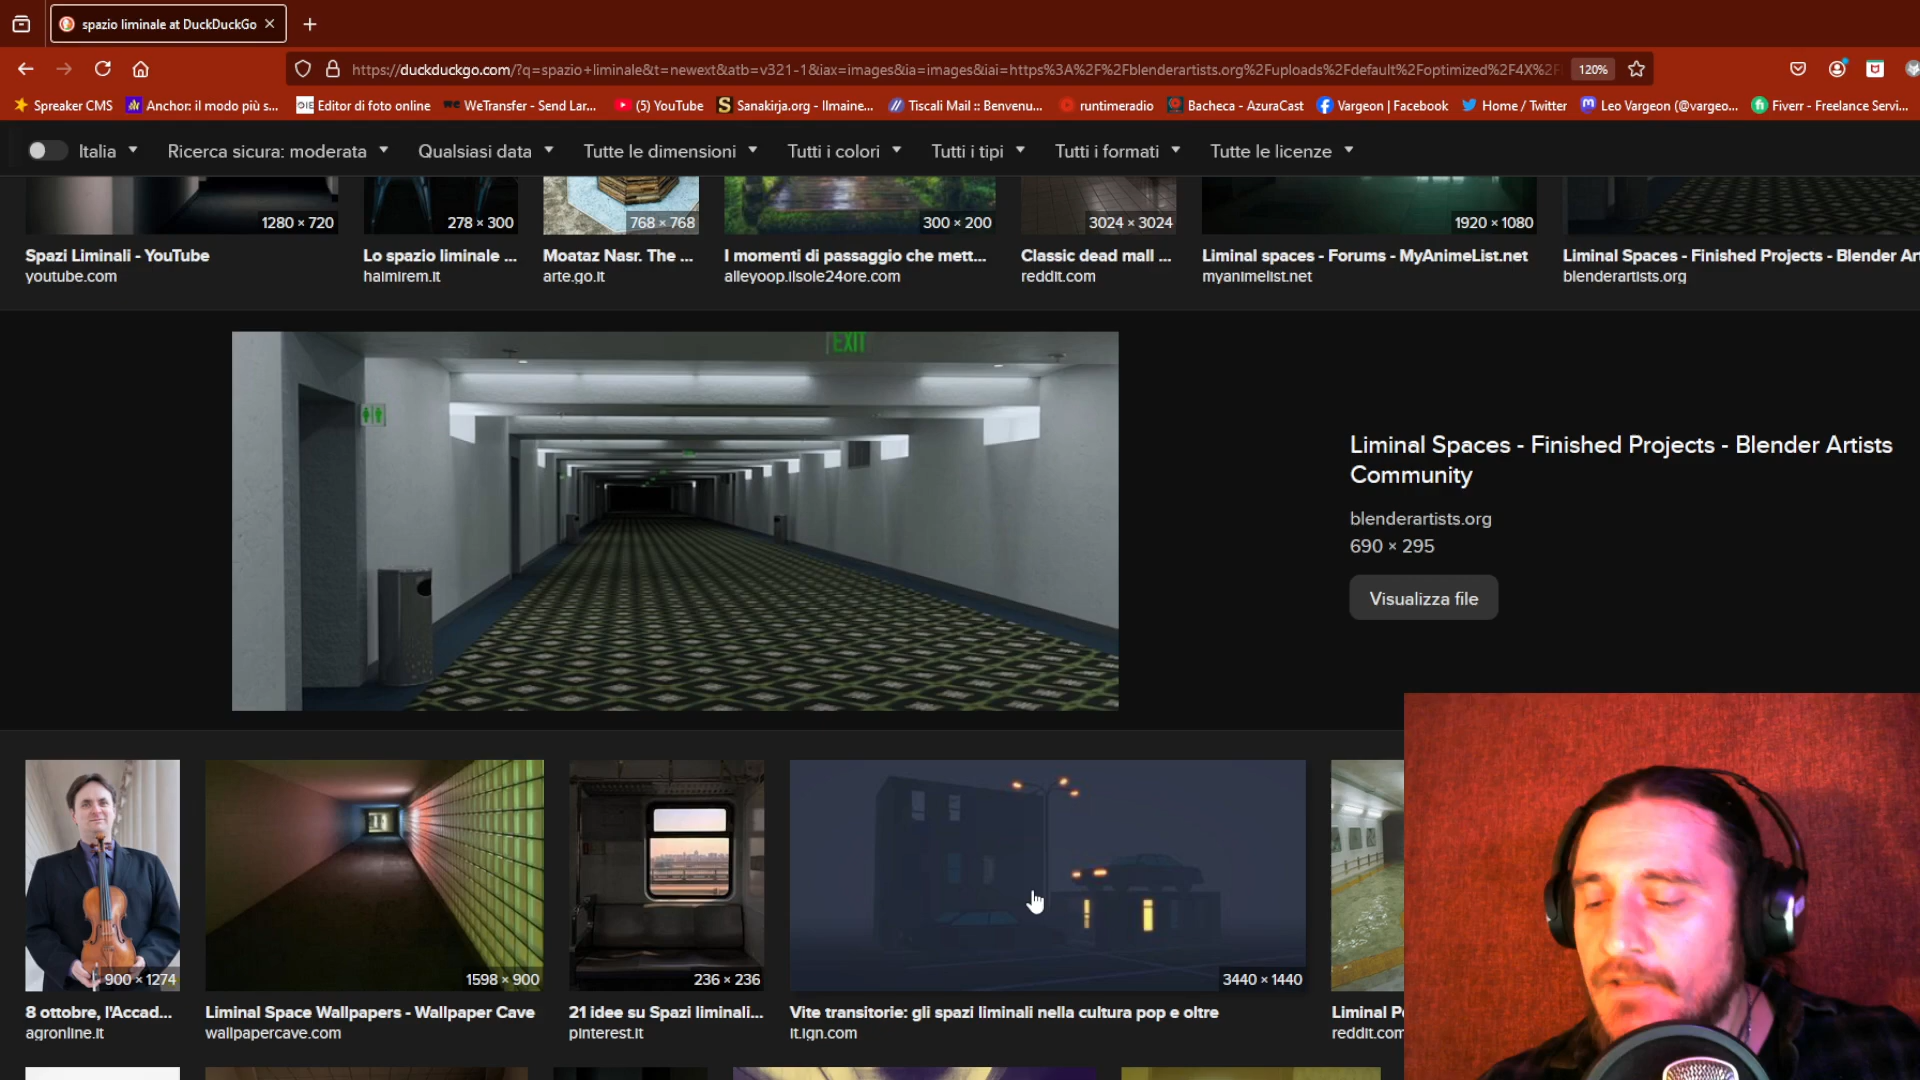 spazio liminale at DuckDuckGo
https://duckduckgo.com/?q=spazio+liminale&t=newext&atb=v321-1&iax=images&ia=images&iai=https%3A%2F%2Fblenderartists.org%2Fuploads%2Fdefault%2Foptimized%2F4X%2F
120%
Spreaker CMS
Anchor: il modo più s...
OIE Editor di foto online
we WeTransfer - Send Lar...
(5) YouTube
S Sanakirja.org - Ilmaine...
Tiscali Mail :: Benvenu...
runtimeradio
Bacheca - AzuraCast
Vargeon | Facebook
Home / Twitter
Leo Vargeon (@vargeo...
Fiverr - Freelance Servi...
Italia
Ricerca sicura: moderata
Qualsiasi data
Tutte le dimensioni
Tutti i colori
Tutti i tipi
Tutti i formati
Tutte le licenze
1280 × 720
278 × 300
768 × 768
300 × 200
3024 × 3024
1920 × 1080
Spazi Liminali - YouTube
youtube.com
Lo spazio liminale ...
haimirem.it
Moataz Nasr. The ...
arte.go.it
I momenti di passaggio che mett...
alleyoop.ilsole24ore.com
Classic dead mall ...
reddit.com
Liminal spaces - Forums - MyAnimeList.net
myanimelist.net
Liminal Spaces - Finished Projects - Blender Art
blenderartists.org
EXIT
Liminal Spaces - Finished Projects - Blender Artists
Community
blenderartists.org
690 × 295
Visualizza file
900 × 1274
1598 × 900
236 × 236
3440 × 1440
8 ottobre, l'Accad...
agronline.it
Liminal Space Wallpapers - Wallpaper Cave
wallpapercave.com
21 idee su Spazi liminali...
pinterest.it
Vite transitorie: gli spazi liminali nella cultura pop e oltre
it.ign.com
Liminal P
reddit.com